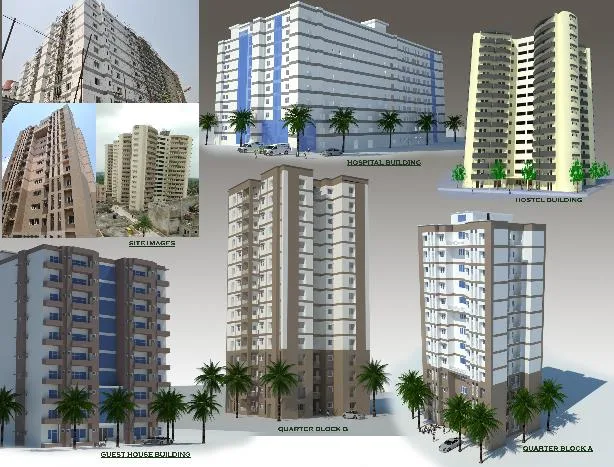 HOSPITAL BUILDING
HOSTEL BUILDING
SITE IMAGES
GUEST HOUSE BUILDING
QUARTER BLOCK B
QUARTER BLOCK A